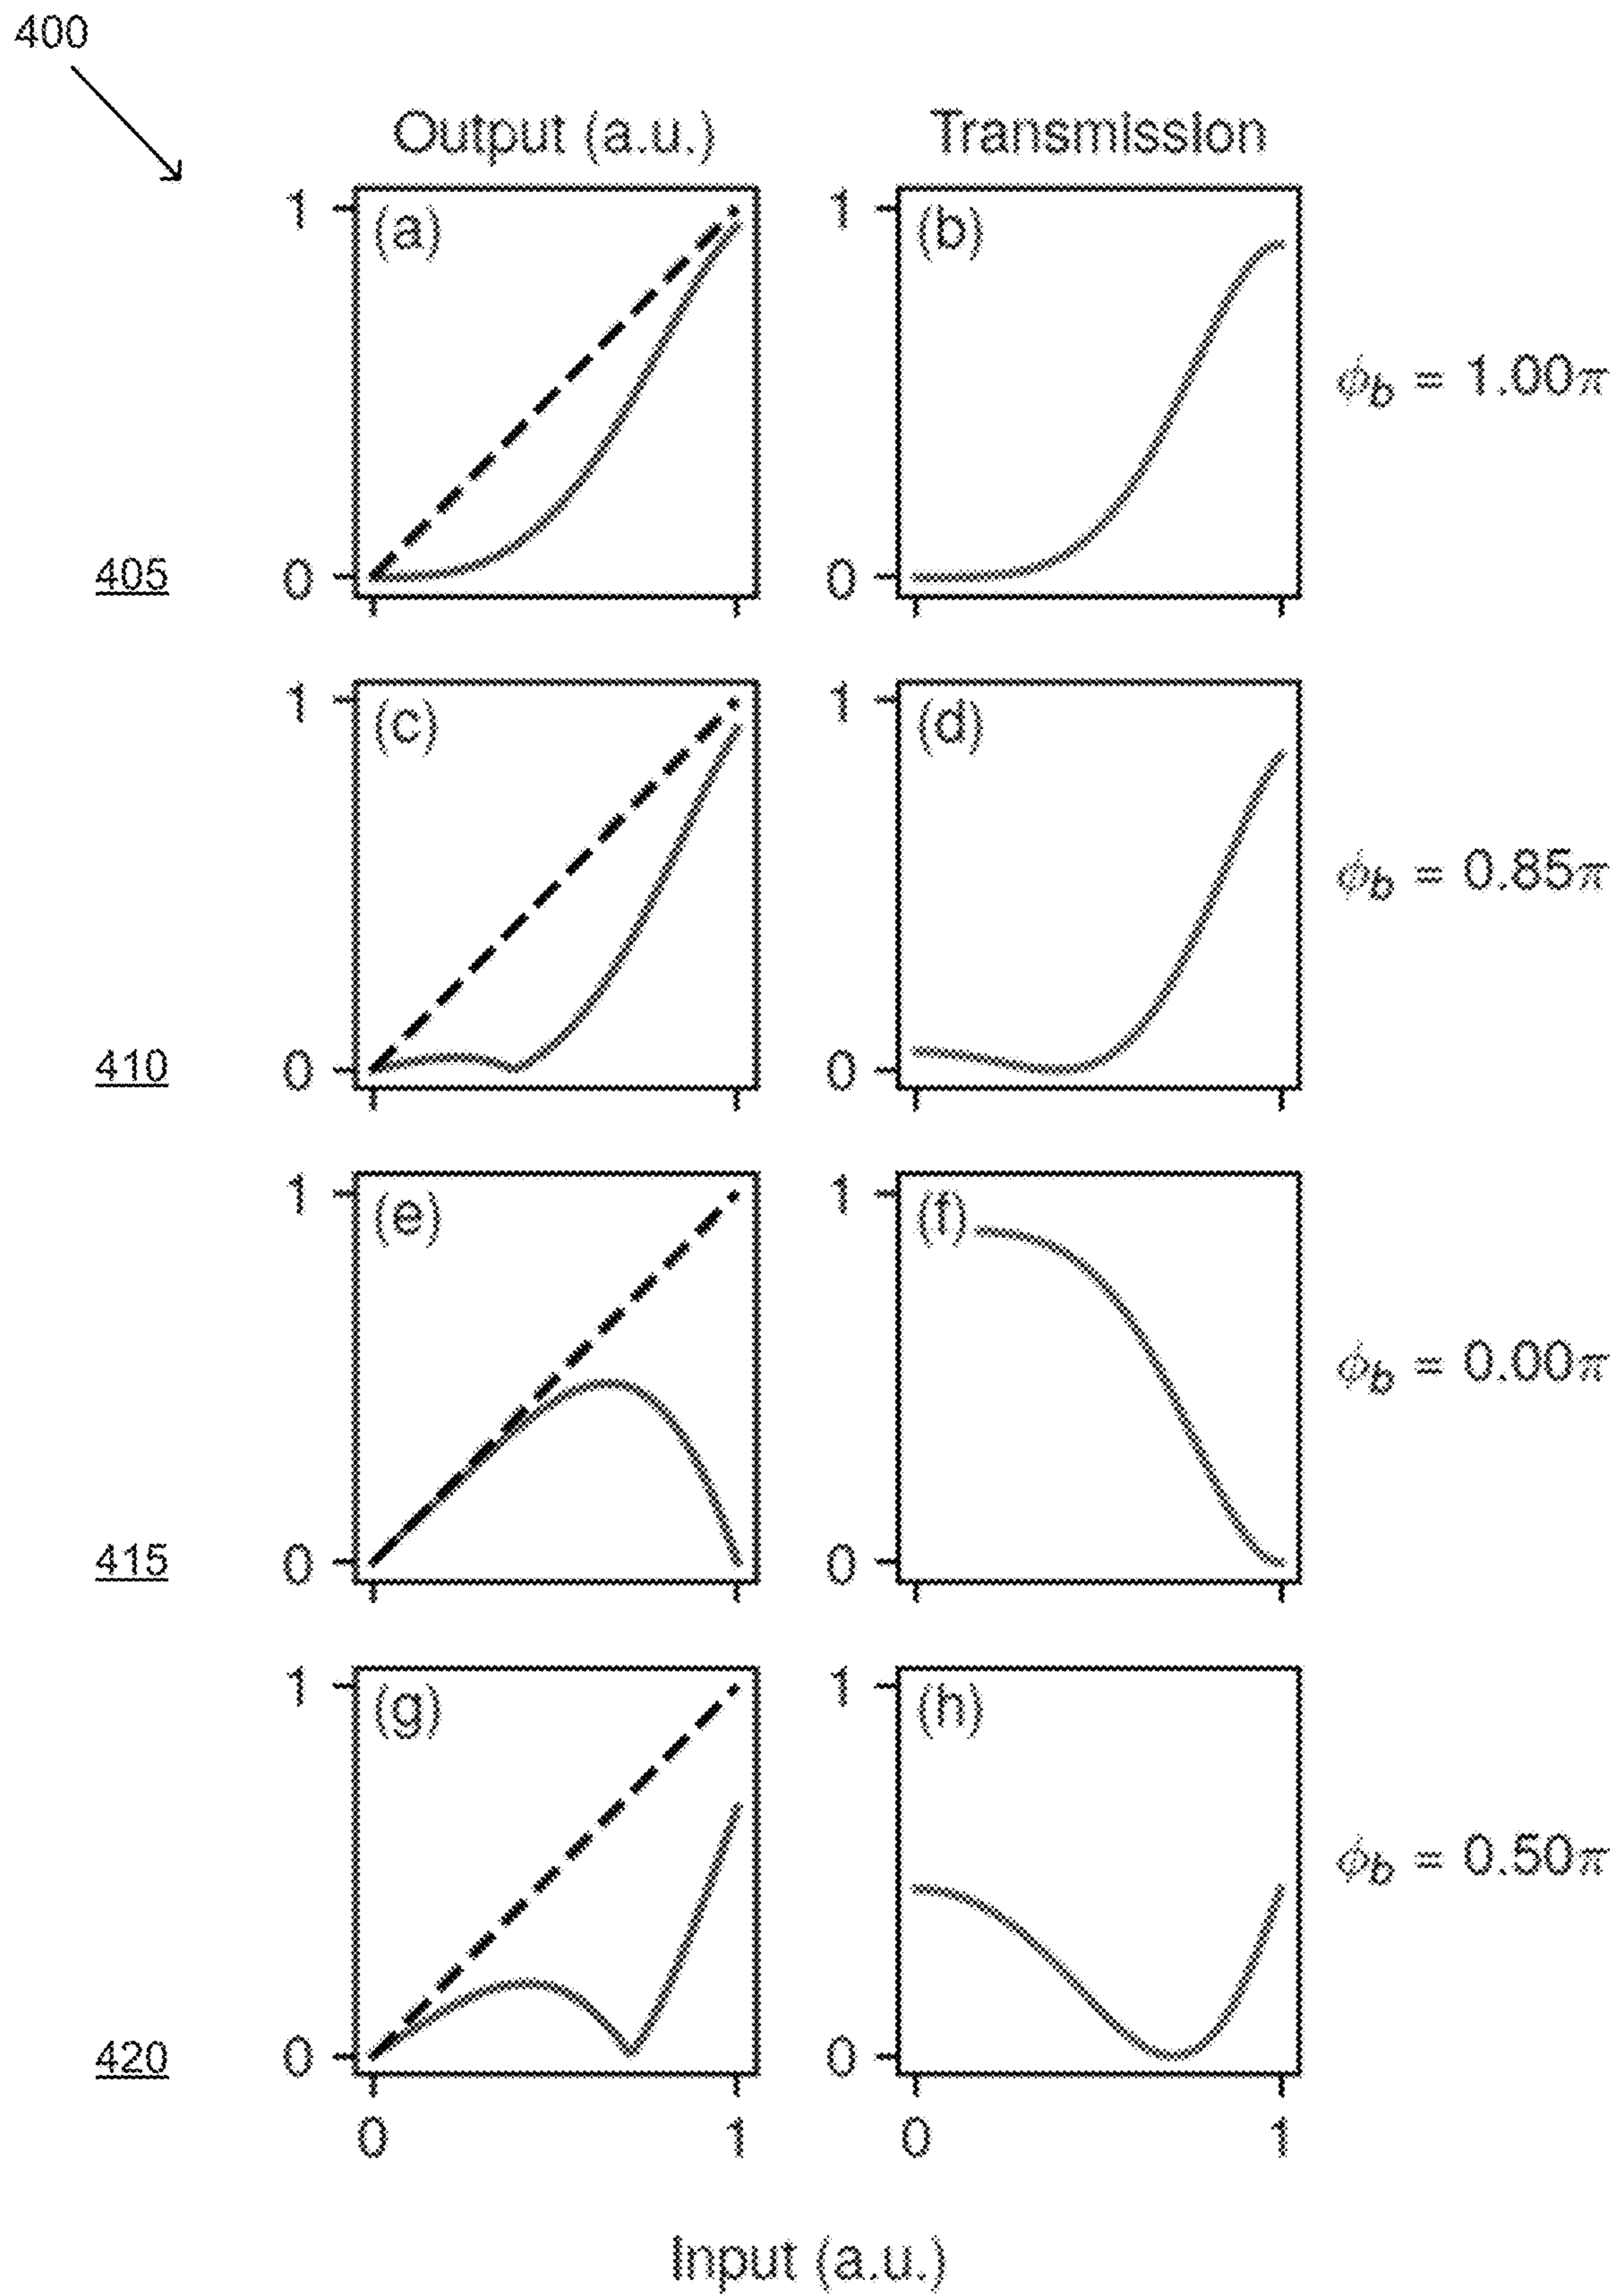 400
Output (a.u.) Transmission
1 (a) 1 (b)
ϕb = 1.00π
405 0 0
1 (c) 1 (d)
ϕb = 0.85π
410 0 0
1 (e) 1 (f)
ϕb = 0.00π
415 0 0
1 (g) 1 (h)
ϕb = 0.50π
420 0 0
0 1 0 1
Input (a.u.)